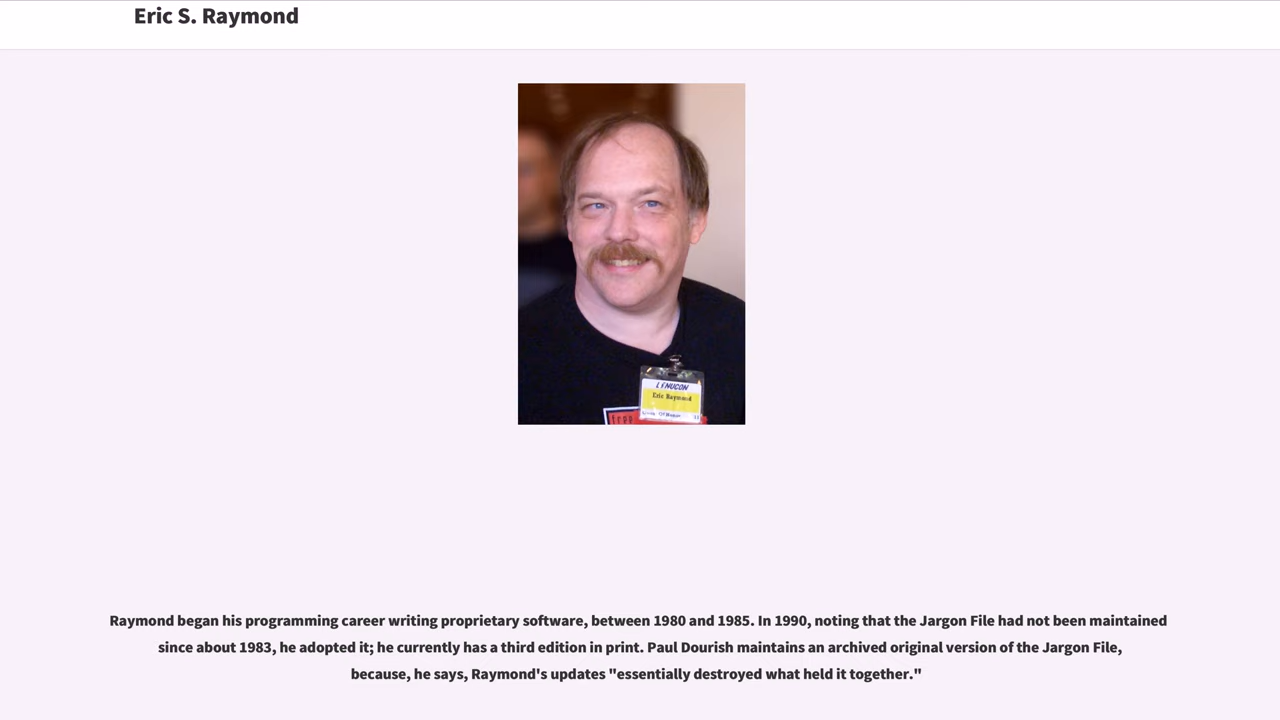 Eric S. Raymond
LINUCON
Eric Raymond
Raymond began his programming career writing proprietary software, between 1980 and 1985. In 1990, noting that the Jargon File had not been maintained
since about 1983, he adopted it; he currently has a third edition in print. Paul Dourish maintains an archived original version of the Jargon File,
because, he says, Raymond's updates "essentially destroyed what held it together."